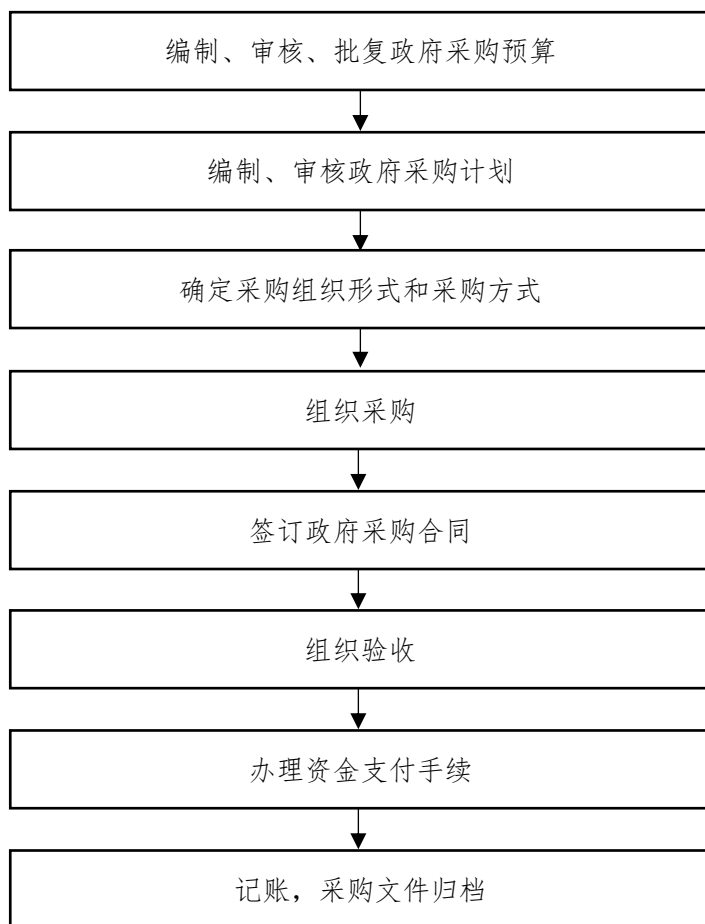 编制、审核、批复政府采购预算
编制、审核政府采购计划
确定采购组织形式和采购方式
组织采购
签订政府采购合同
组织验收
办理资金支付手续
记账，采购文件归档